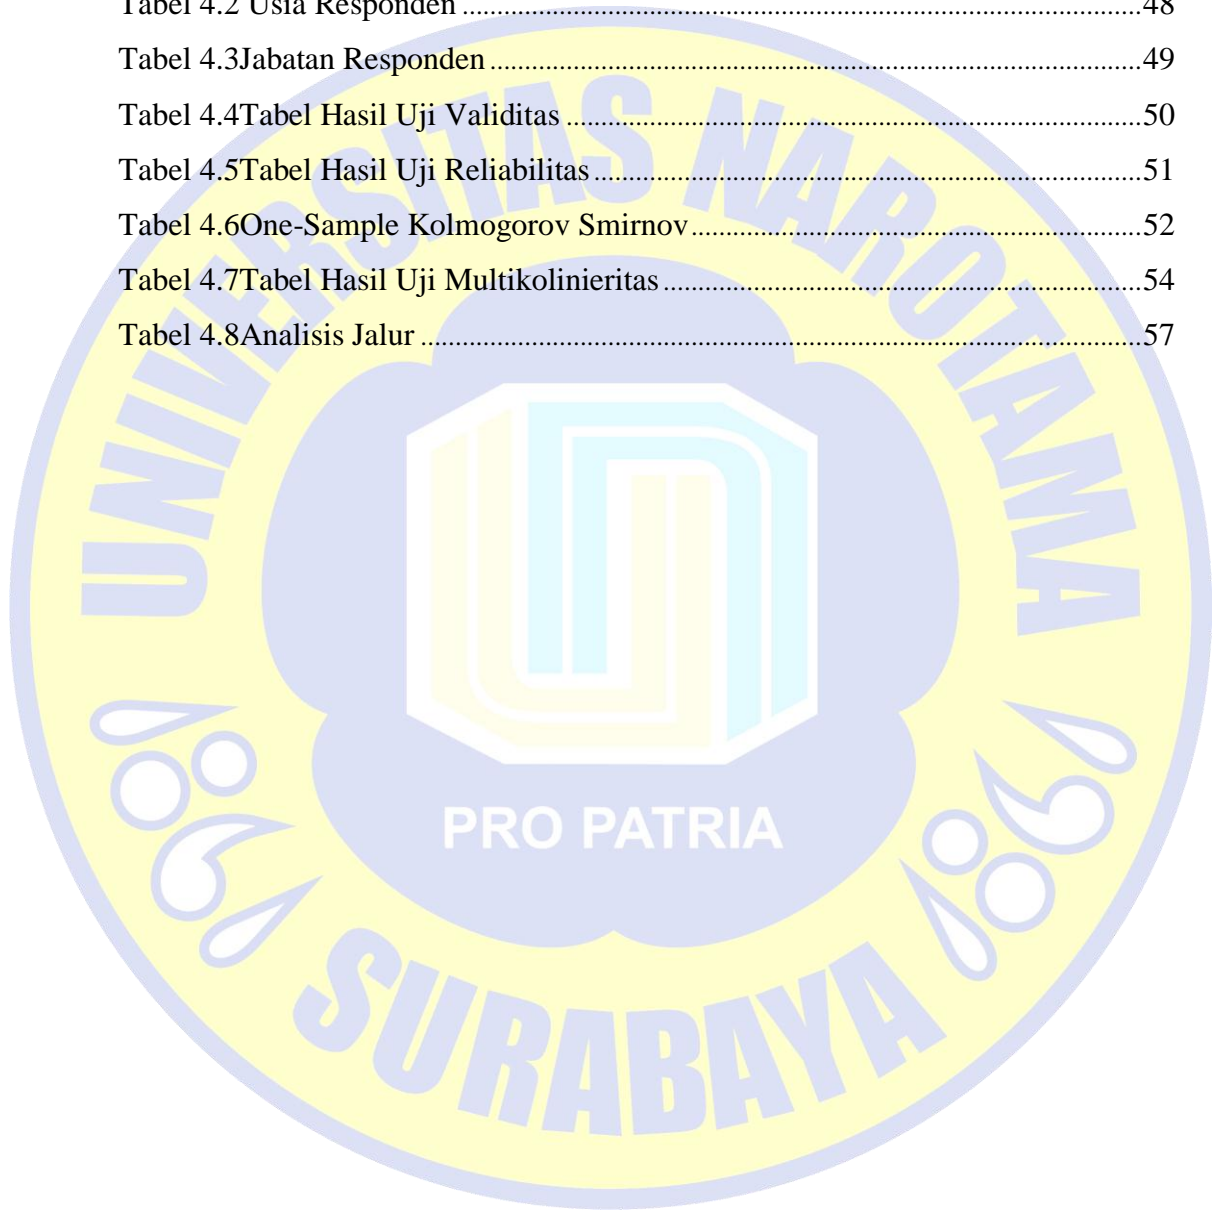 Tabel 4.2 Usia Responden ........................................................................................48
Tabel 4.3Jabatan Responden ....................................................................................49
Tabel 4.4Tabel Hasil Uji Validitas ..........................................................................50
Tabel 4.5Tabel Hasil Uji Reliabilitas ......................................................................51
Tabel 4.6One-Sample Kolmogorov Smirnov ..........................................................52
Tabel 4.7Tabel Hasil Uji Multikolinieritas .............................................................54
Tabel 4.8Analisis Jalur ............................................................................................57
UNIVERSITAS NAROTAMA
PRO PATRIA
SURABAYA